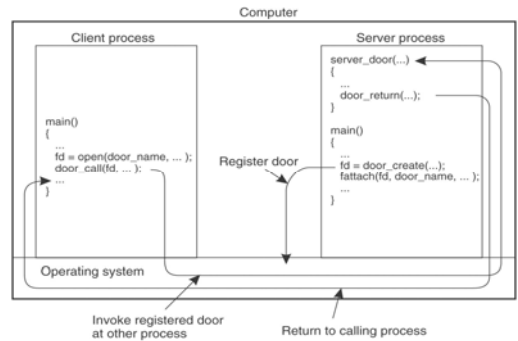 Computer
Client process
Server process
server_door(...)
{
...
door_return(...);
}
main()
{
...
fd = door_create(...);
fattach(fd, door_name, ... );
...
}
main()
{
...
fd = open(door_name, ... );
door_call(fd, ... );
...
}
Register door
Operating system
Invoke registered door
at other process
Return to calling process